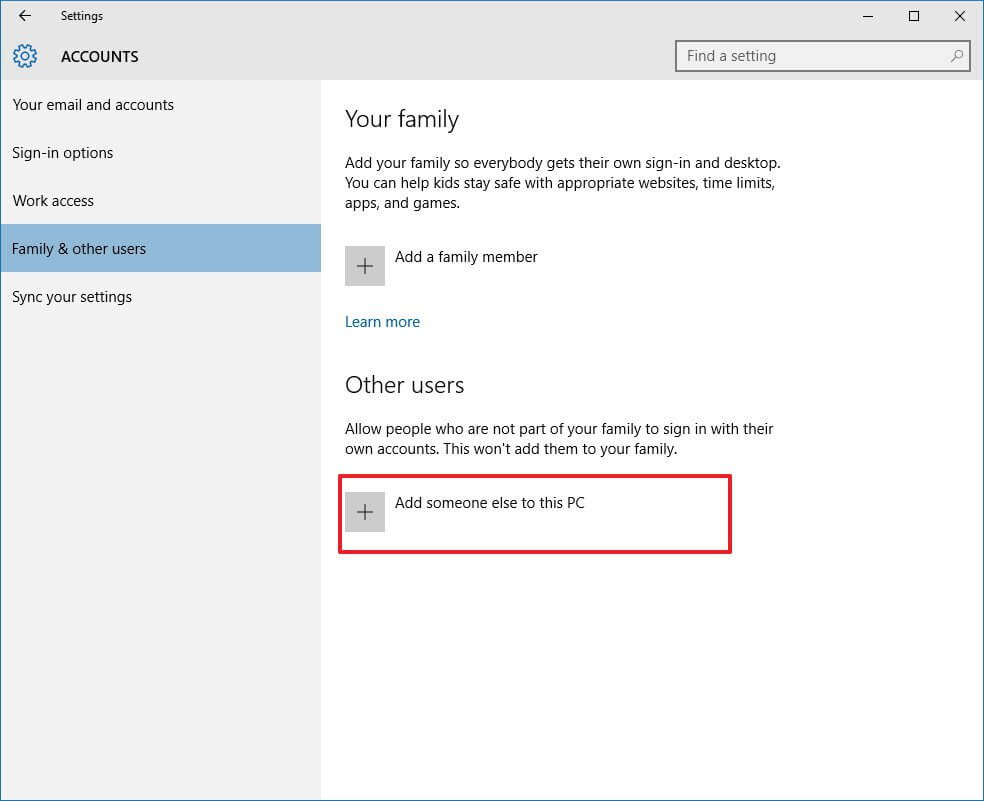 Settings
ACCOUNTS
Find a setting
Your email and accounts
Sign-in options
Work access
Family & other users
Sync your settings
Your family
Add your family so everybody gets their own sign-in and desktop.
You can help kids stay safe with appropriate websites, time limits,
apps, and games.
Add a family member
Learn more
Other users
Allow people who are not part of your family to sign in with their
own accounts. This won't add them to your family.
Add someone else to this PC